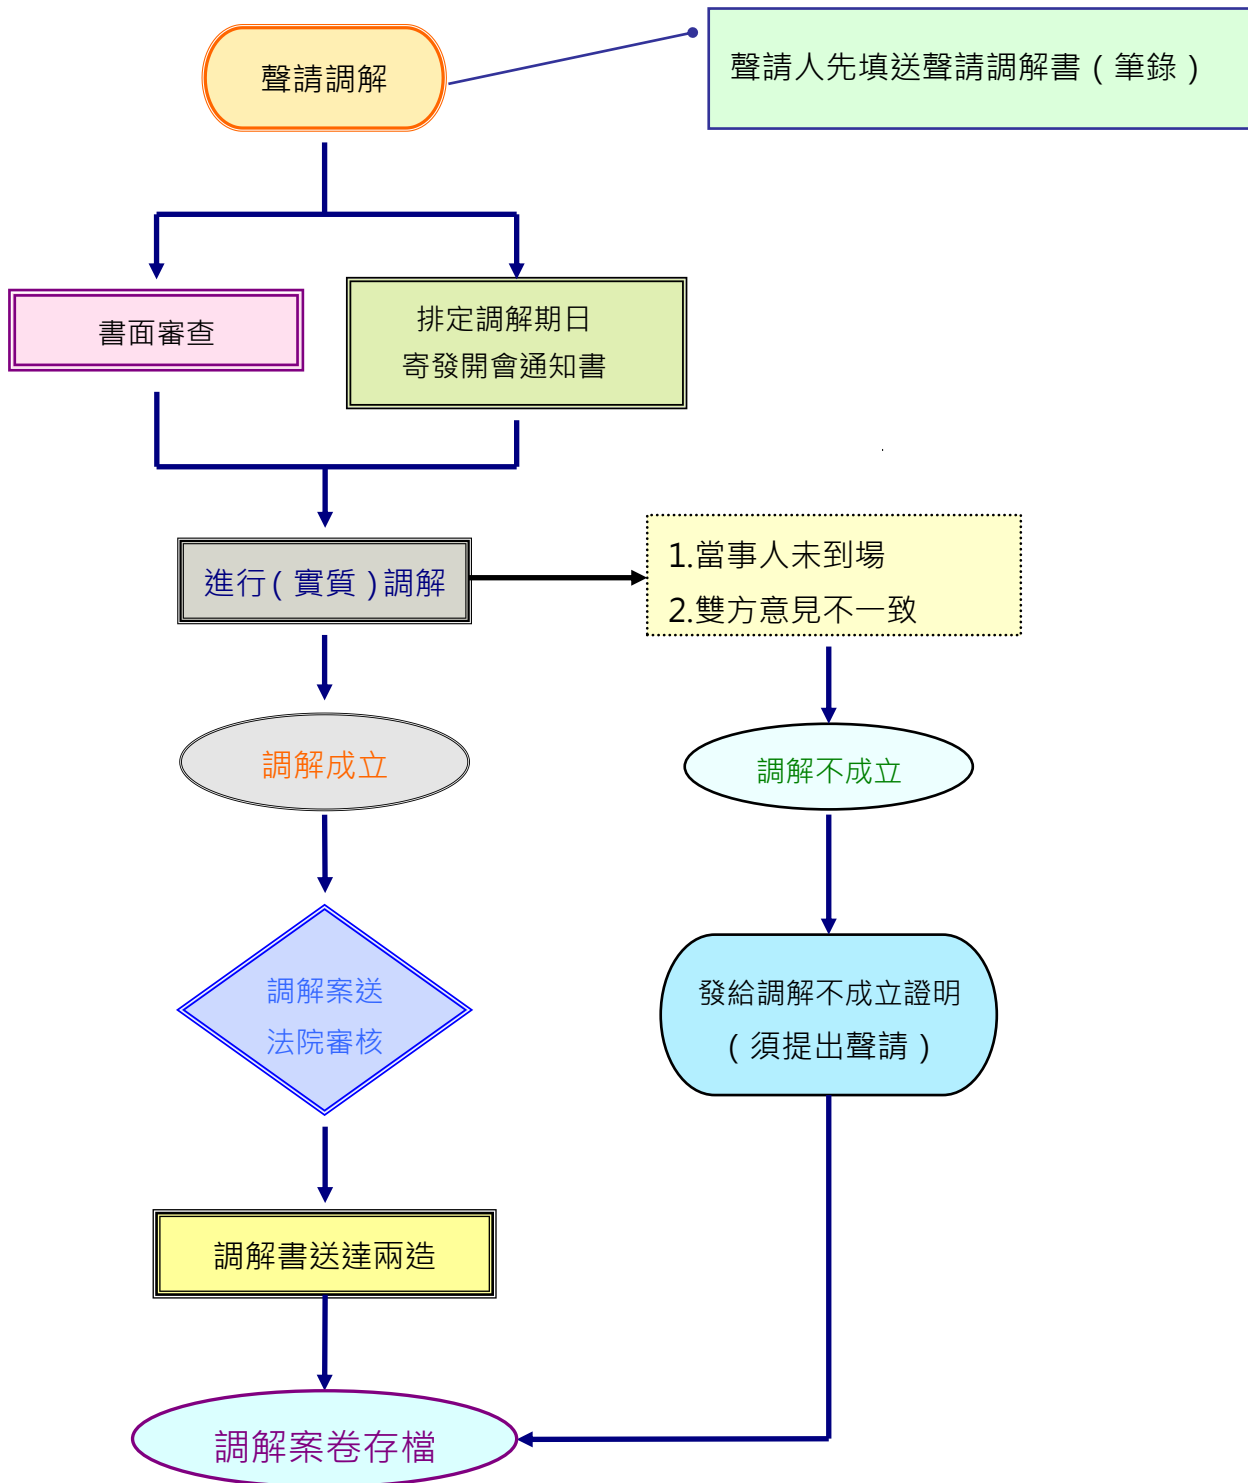 聲請調解
聲請人先填送聲請調解書(筆錄)
書面審查
排定調解期日
寄發開會通知書
進行(實質)調解
1.當事人未到場
2.雙方意見不一致
調解成立
調解不成立
調解案送
法院審核
發給調解不成立證明
(須提出聲請)
調解書送達兩造
調解案卷存檔